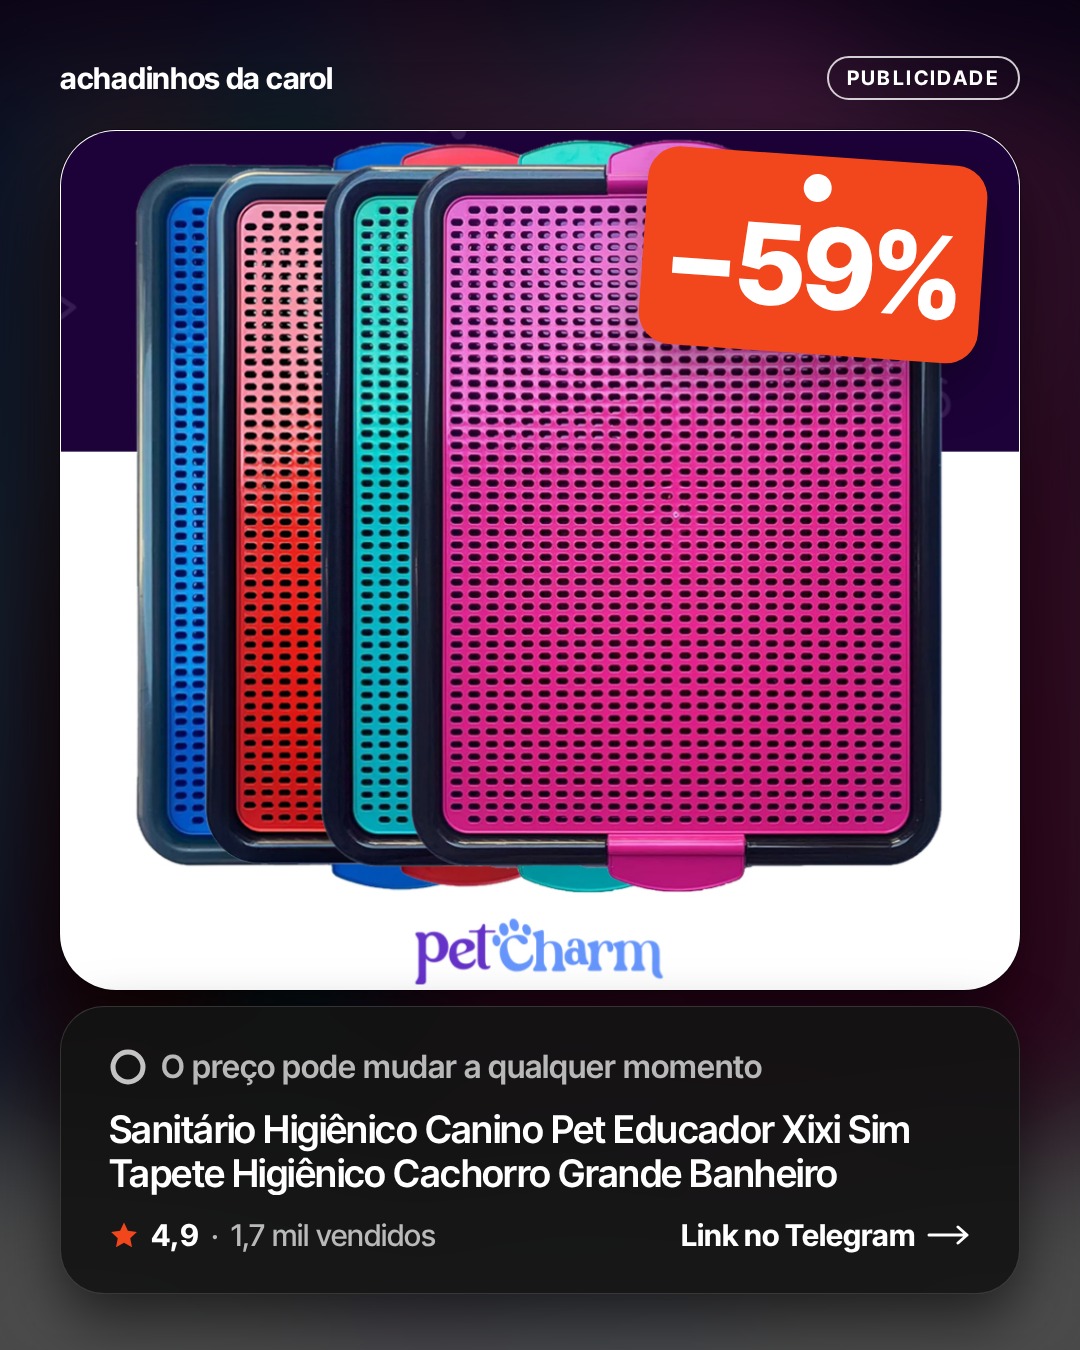 achadinhos da carol
PUBLICIDADE
-59%
petCharm
O preço pode mudar a qualquer momento
Sanitário Higiênico Canino Pet Educador Xixi Sim
Tapete Higiênico Cachorro Grande Banheiro
4,9 · 1,7 mil vendidos
Link no Telegram →